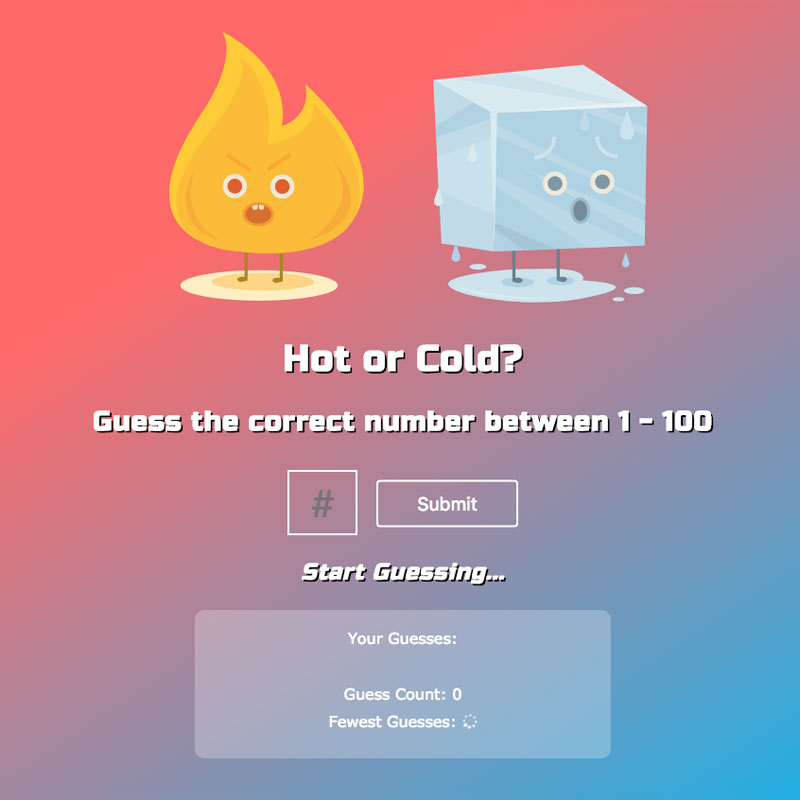 Hot or Cold?
Guess the correct number between 1 - 100
# Submit
Start Guessing...
Your Guesses:
Guess Count: 0
Fewest Guesses: